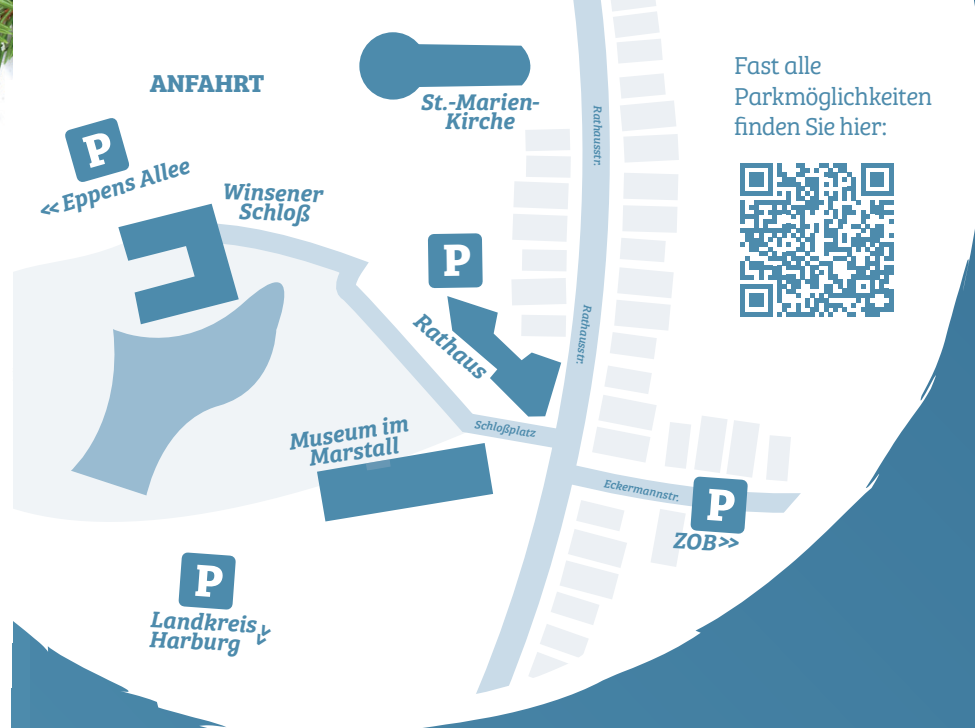 ANFAHRT
St.-Marien-
Kirche
Fast alle
Parkmöglichkeiten
finden Sie hier:
P
<< Eppens Allee
Winsener
Schloß
Rathausstr.
P
Rathaus
Rathausstr.
Schloßplatz
Museum im
Marstall
Eckermannstr.
P
ZOB>>
P
Landkreis >>
Harburg